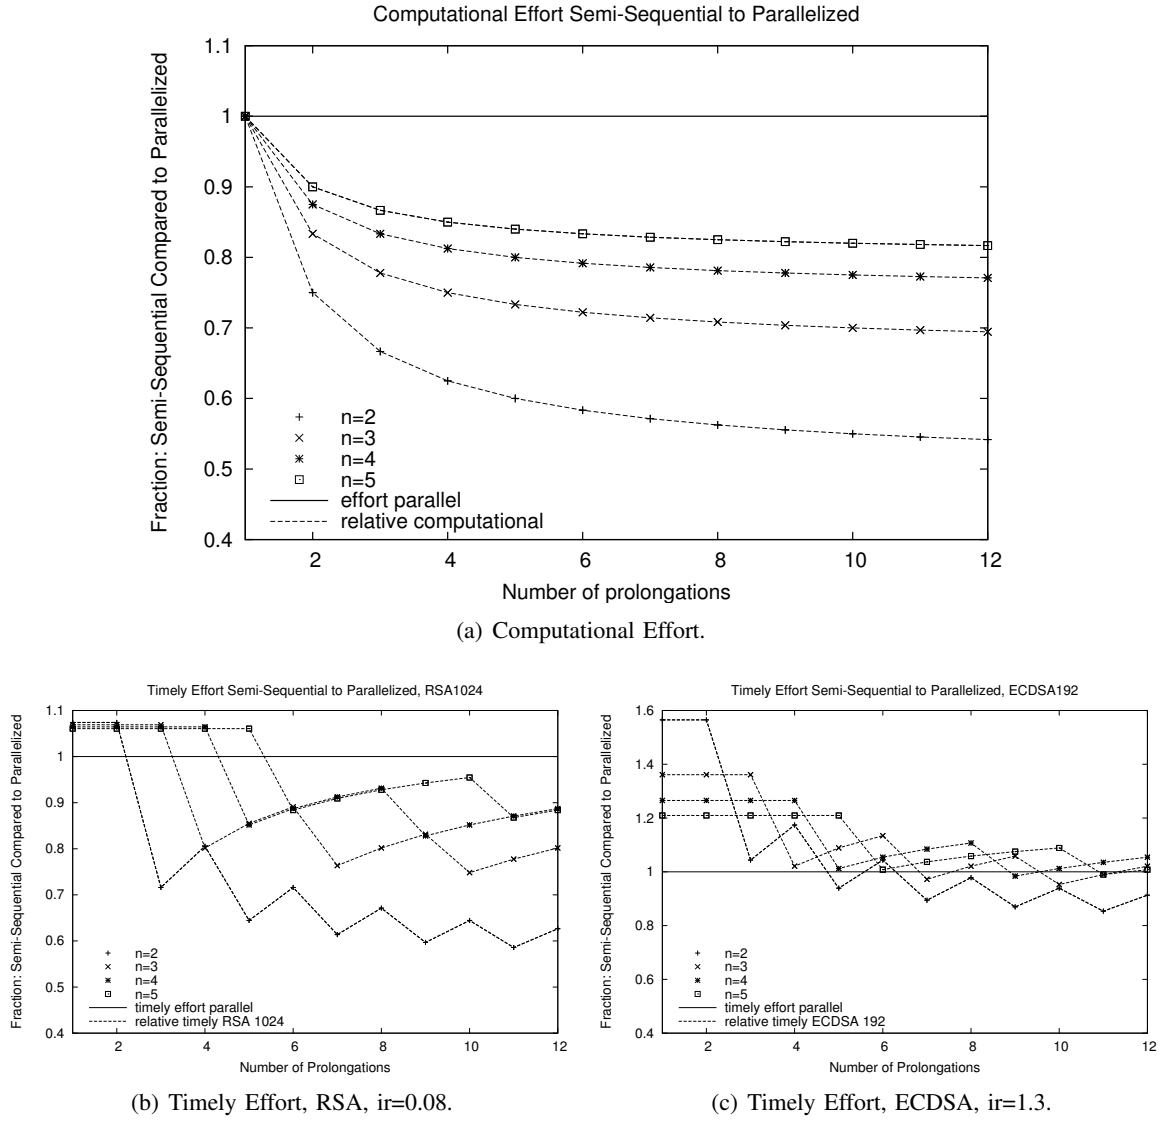 Computational Effort Semi-Sequential to Parallelized
Fraction: Semi-Sequential Compared to Parallelized
1.1
1
0.9
0.8
0.7
0.6
0.5
0.4
n=2
n=3
n=4
n=5
effort parallel
relative computational
2 4 6 8 10 12
Number of prolongations
(a) Computational Effort.
Timely Effort Semi-Sequential to Parallelized, RSA1024
Fraction: Semi-Sequential Compared to Parallelized
1.1
1
0.9
0.8
0.7
0.6
0.5
0.4
n=2
n=3
n=4
n=5
timely effort parallel
relative timely RSA 1024
2 4 6 8 10 12
Number of Prolongations
(b) Timely Effort, RSA, ir=0.08.
Timely Effort Semi-Sequential to Parallelized, ECDSA192
Fraction: Semi-Sequential Compared to Parallelized
1.6
1.4
1.2
1
0.8
0.6
0.4
n=2
n=3
n=4
n=5
timely effort parallel
relative timely ECDSA 192
2 4 6 8 10 12
Number of Prolongations
(c) Timely Effort, ECDSA, ir=1.3.